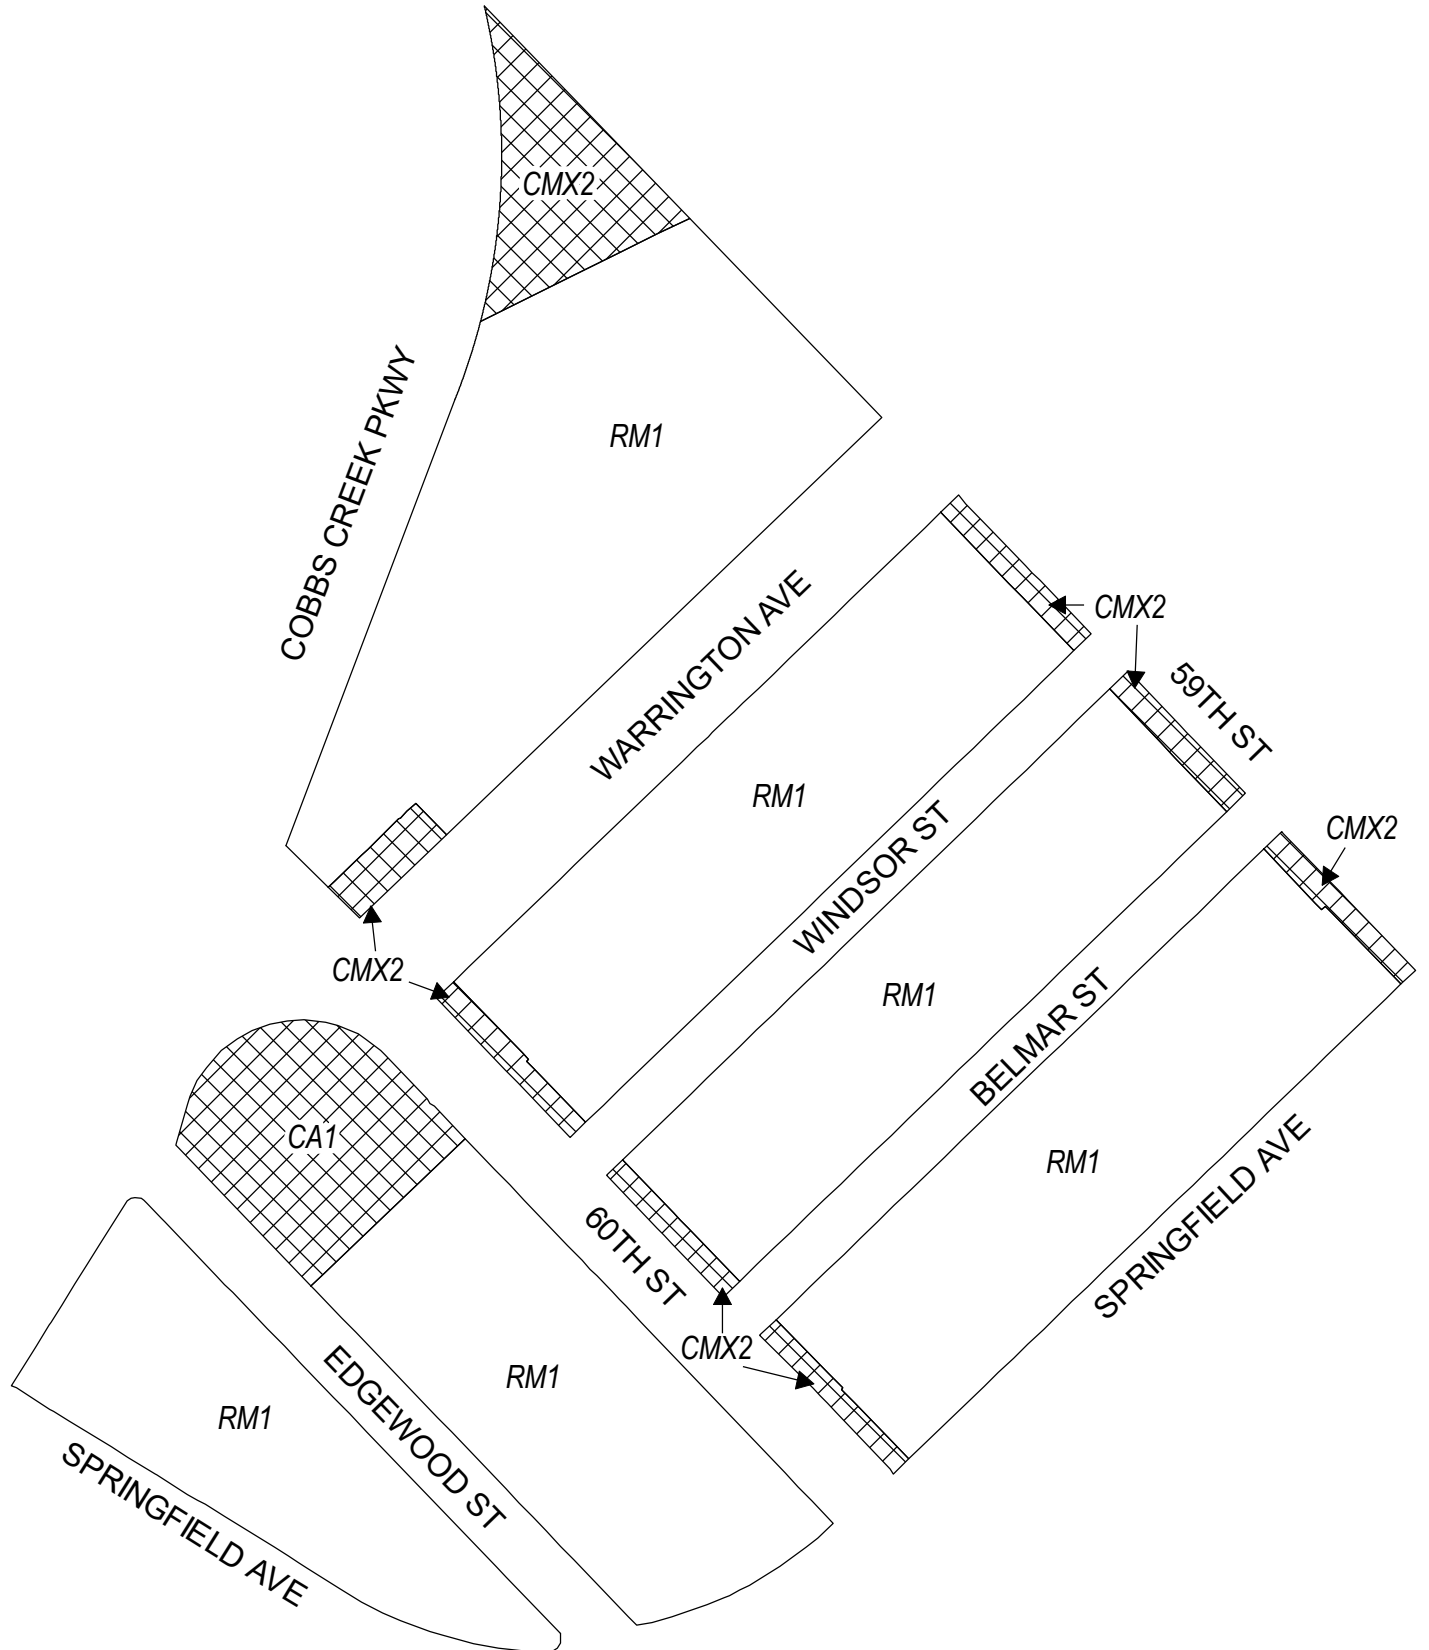 CMX2
COBBS CREEK PKWY
RM1
WARRINGTON AVE
CMX2
59TH ST
RM1
WINDSOR ST
CMX2
CMX2
RM1
BELMAR ST
CA1
RM1
SPRINGFIELD AVE
60TH ST
CMX2
EDGEWOOD ST
RM1
RM1
SPRINGFIELD AVE